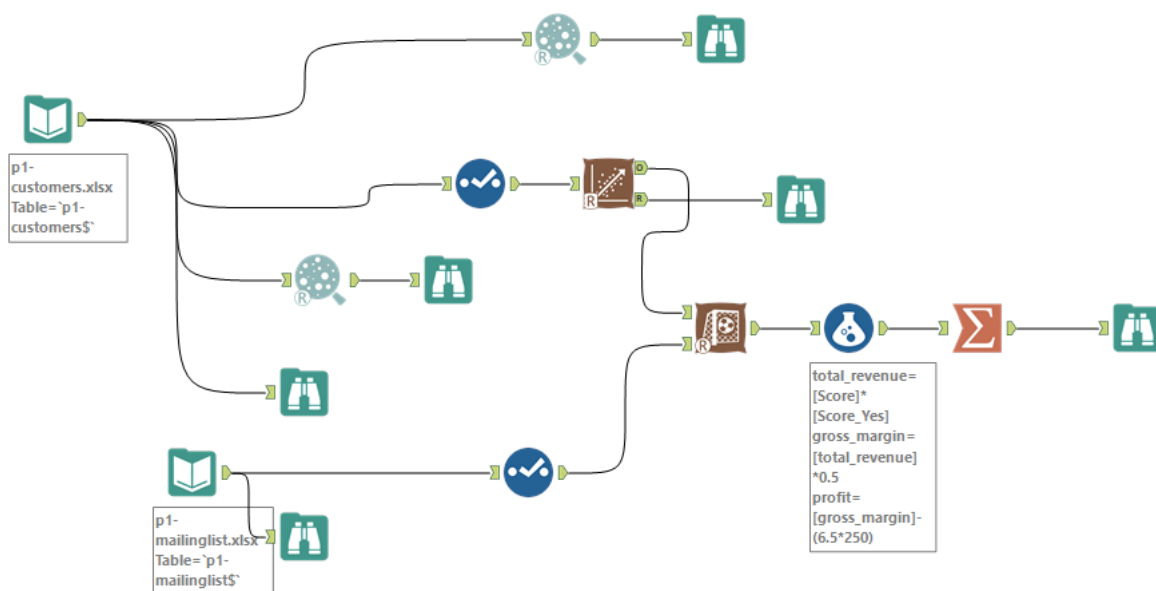 R
p1-
customers.xlsx
Table=`p1-
customers$`
R
O
R
R
R
total_revenue=
[Score]*
[Score_Yes]
gross_margin=
[total_revenue]
*0.5
profit=
[gross_margin]-
(6.5*250)
p1-
mailinglist.xlsx
Table=`p1-
mailinglist$`